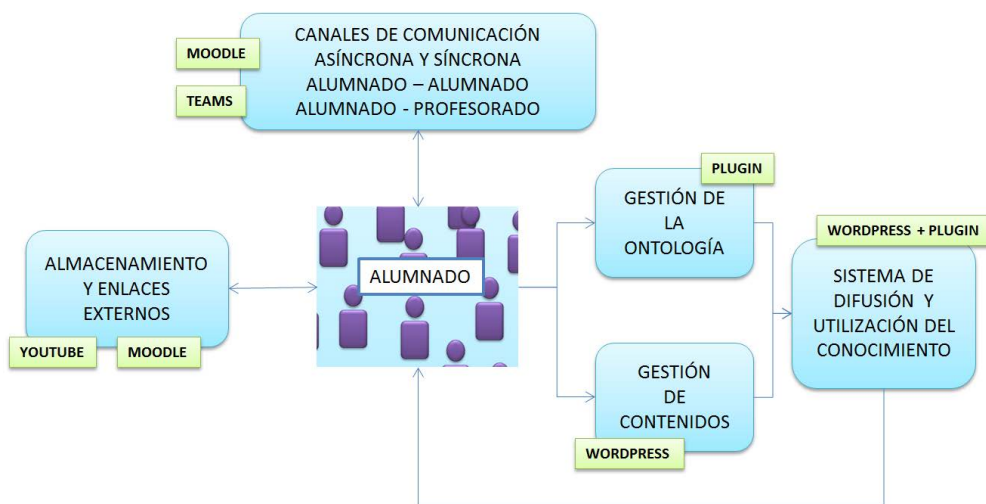 MOODLE
TEAMS
CANALES DE COMUNICACIÓN
ASÍNCRONA Y SÍNCRONA
ALUMNADO – ALUMNADO
ALUMNADO - PROFESORADO
ALMACENAMIENTO
Y ENLACES
EXTERNOS
YOUTUBE
MOODLE
ALUMNADO
PLUGIN
GESTIÓN DE
LA
ONTOLOGÍA
GESTIÓN
DE
CONTENIDOS
WORDPRESS
WORDPRESS + PLUGIN
SISTEMA DE
DIFUSIÓN Y
UTILIZACIÓN DEL
CONOCIMIENTO